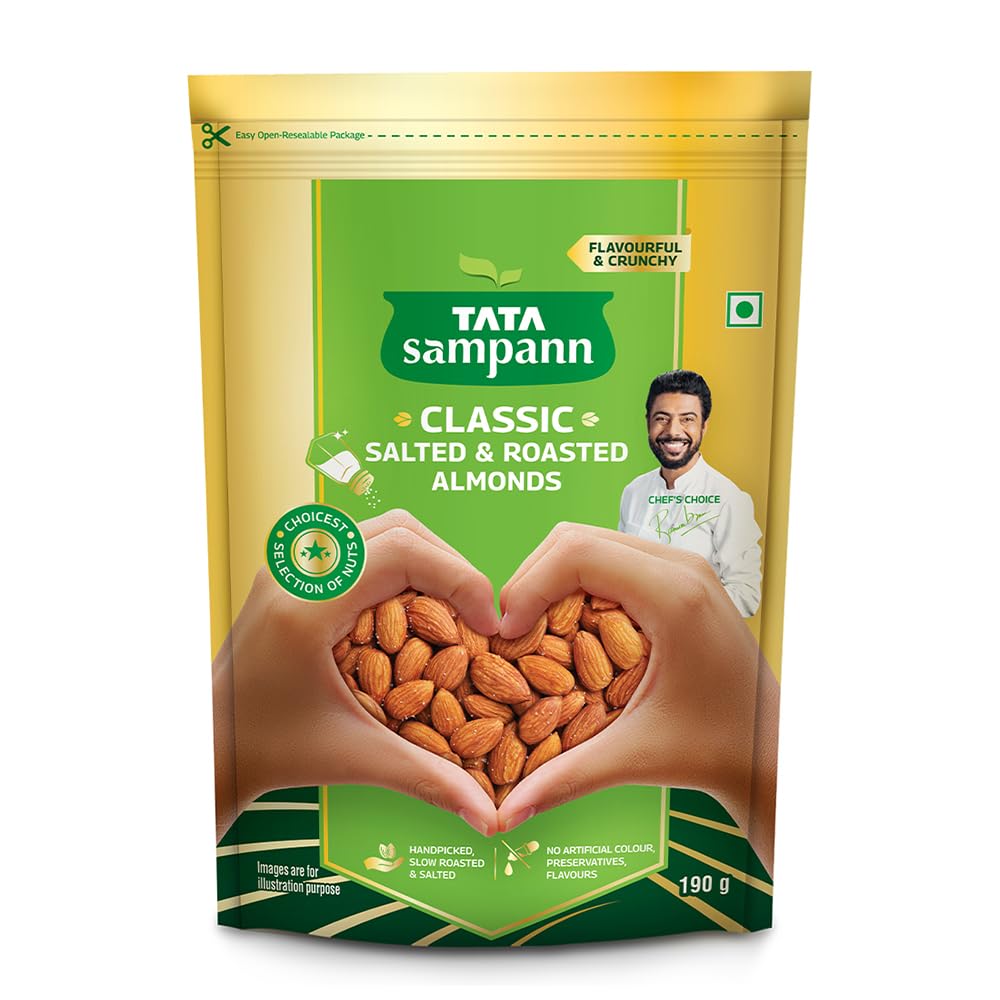 Easy Open-Resealable Package
FLAVOURFUL
& CRUNCHY
TATA
sampann
CLASSIC
SALTED & ROASTED
ALMONDS
CHEF'S CHOICE
CHOICEST
SELECTION OF NUTS
HANDPICKED,
SLOW ROASTED
& SALTED
NO ARTIFICIAL COLOUR,
PRESERVATIVES,
FLAVOURS
Images are for
illustration purpose
190 g